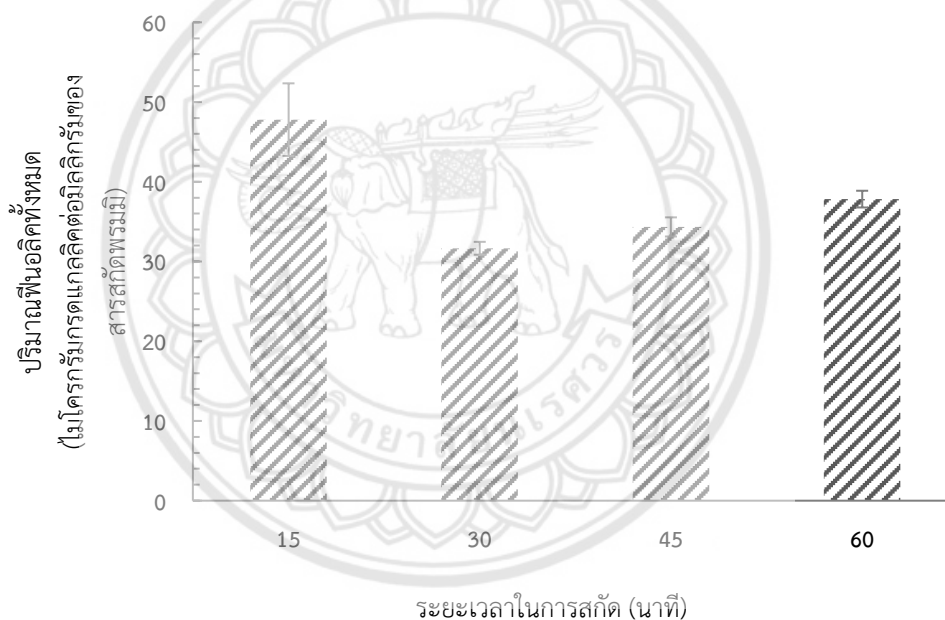 ปริมาณฟีนอลิคทั้งหมด
(ไมโครกรัมกรดแกลลิคต่อมิลลิกรัมของ
สารสกัดพรมมิ)
60
50
40
30
20
10
0
15 30 45 60
ระยะเวลาในการสกัด (นาที)